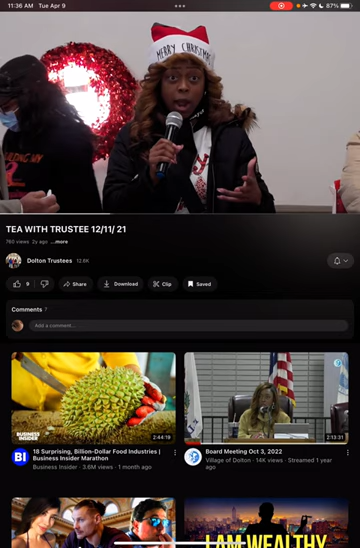 11:36 AM Tue Apr 9
87%
MERRY CHRISTMAS
TEA WITH TRUSTEE 12/11/ 21
760 views 2y ago ...more
Dolton Trustees 12.6K
9
Share
Download
Clip
Saved
Comments 7
Add a comment...
BUSINESS
INSIDER
2:44:19
2:13:31
BI
18 Surprising, Billion-Dollar Food Industries |
Business Insider Marathon
Business Insider · 3.6M views · 1 month ago
Board Meeting Oct 3, 2022
Village of Dolton · 14K views · Streamed 1 year
ago
I AM WEALTHY